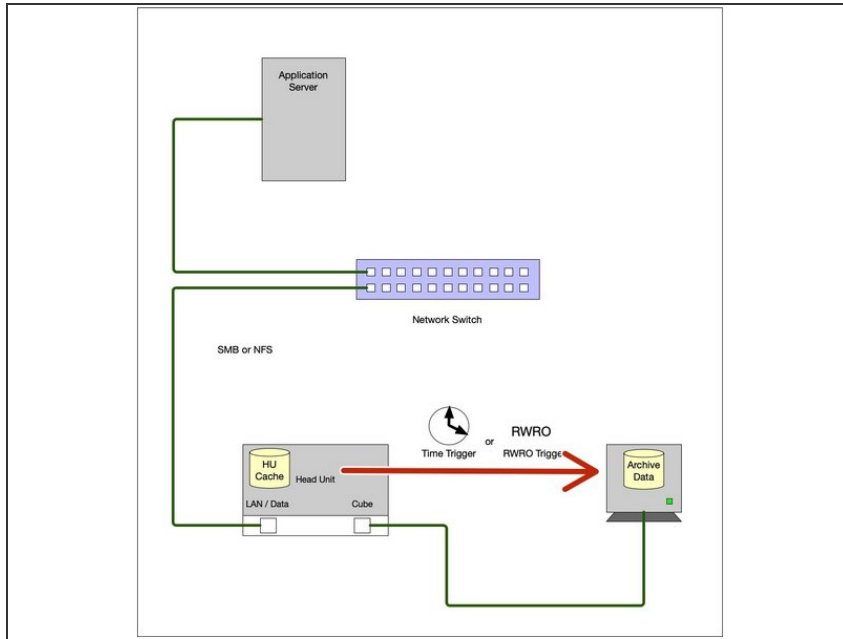 Application
Server
Network Switch
SMB or NFS
HU
Cache
Head Unit
LAN / Data
Cube
Time Trigger
or
RWRO
RWRO Trigge
Archive
Data